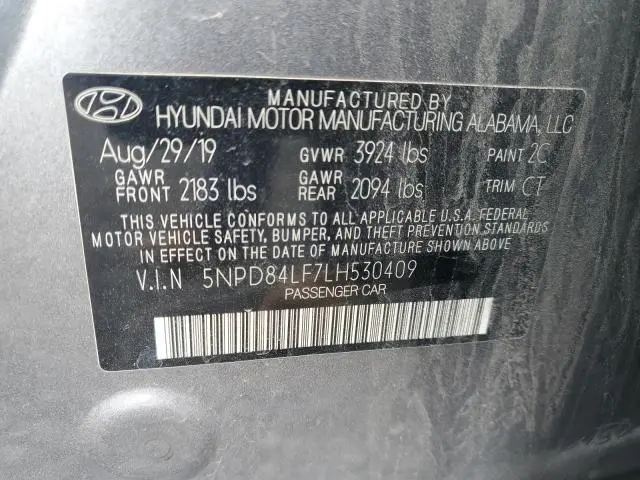 MANUFACTURED BY
HYUNDAI MOTOR MANUFACTURING ALABAMA, LLC
Aug/29/19 GVWR 3924 lbs PAINT 2C
GAWR FRONT 2183 lbs GAWR REAR 2094 lbs TRIM CT
THIS VEHICLE CONFORMS TO ALL APPLICABLE U.S.A. FEDERAL
MOTOR VEHICLE SAFETY, BUMPER, AND THEFT PREVENTION STANDARDS
IN EFFECT ON THE DATE OF MANUFACTURE SHOWN ABOVE.
V.I.N 5NPD84LF7LH530409
PASSENGER CAR